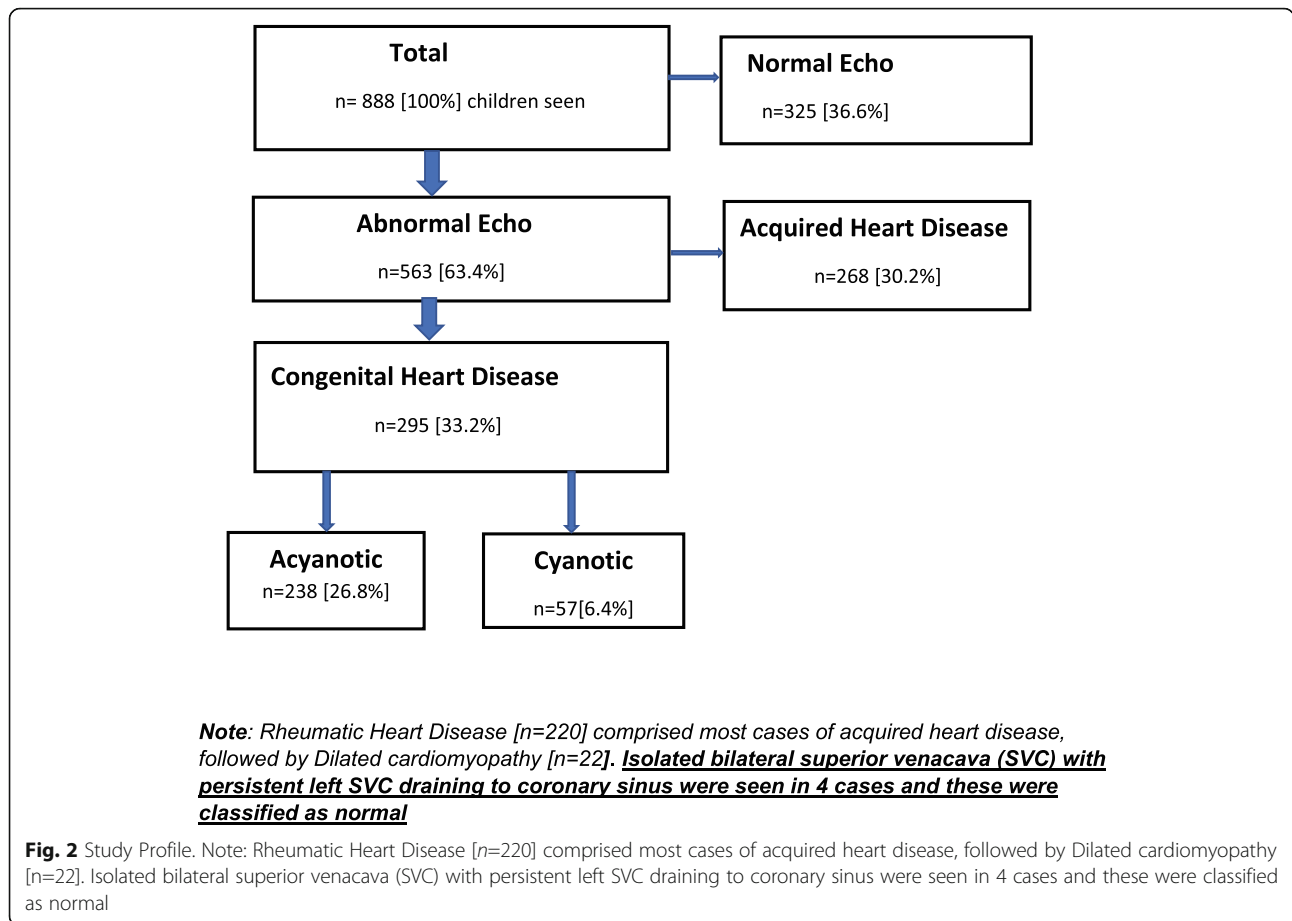 Total
n= 888 [100%] children seen
Normal Echo
n=325 [36.6%]
Abnormal Echo
n=563 [63.4%]
Acquired Heart Disease
n=268 [30.2%]
Congenital Heart Disease
n=295 [33.2%]
Acyanotic
n=238 [26.8%]
Cyanotic
n=57[6.4%]
Note: Rheumatic Heart Disease [n=220] comprised most cases of acquired heart disease,
followed by Dilated cardiomyopathy [n=22]. Isolated bilateral superior venacava (SVC) with
persistent left SVC draining to coronary sinus were seen in 4 cases and these were
classified as normal
Fig. 2 Study Profile. Note: Rheumatic Heart Disease [n=220] comprised most cases of acquired heart disease, followed by Dilated cardiomyopathy
[n=22]. Isolated bilateral superior venacava (SVC) with persistent left SVC draining to coronary sinus were seen in 4 cases and these were classified
as normal